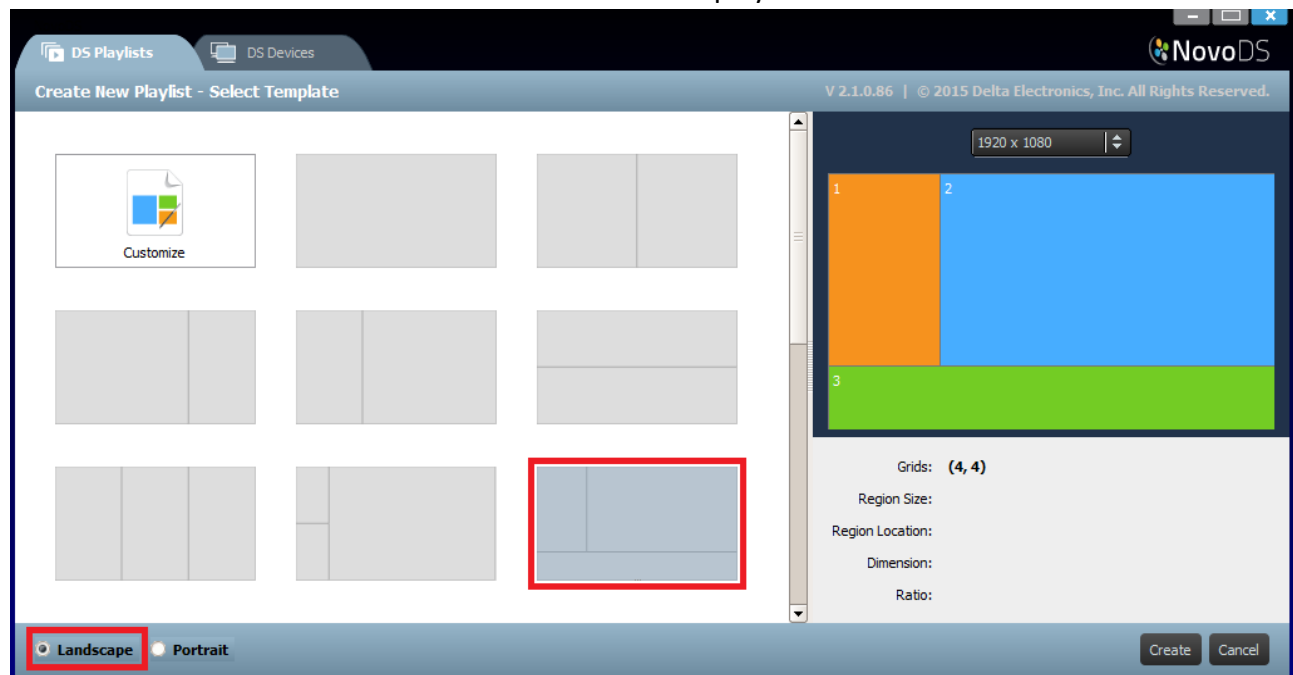 DS Playlists
DS Devices
NovoDS
Create New Playlist - Select Template
V 2.1.0.86 | © 2015 Delta Electronics, Inc. All Rights Reserved.
1920 x 1080
1
2
Customize
3
Grids: (4, 4)
Region Size:
Region Location:
Dimension:
Ratio:
Landscape
Portrait
Create
Cancel